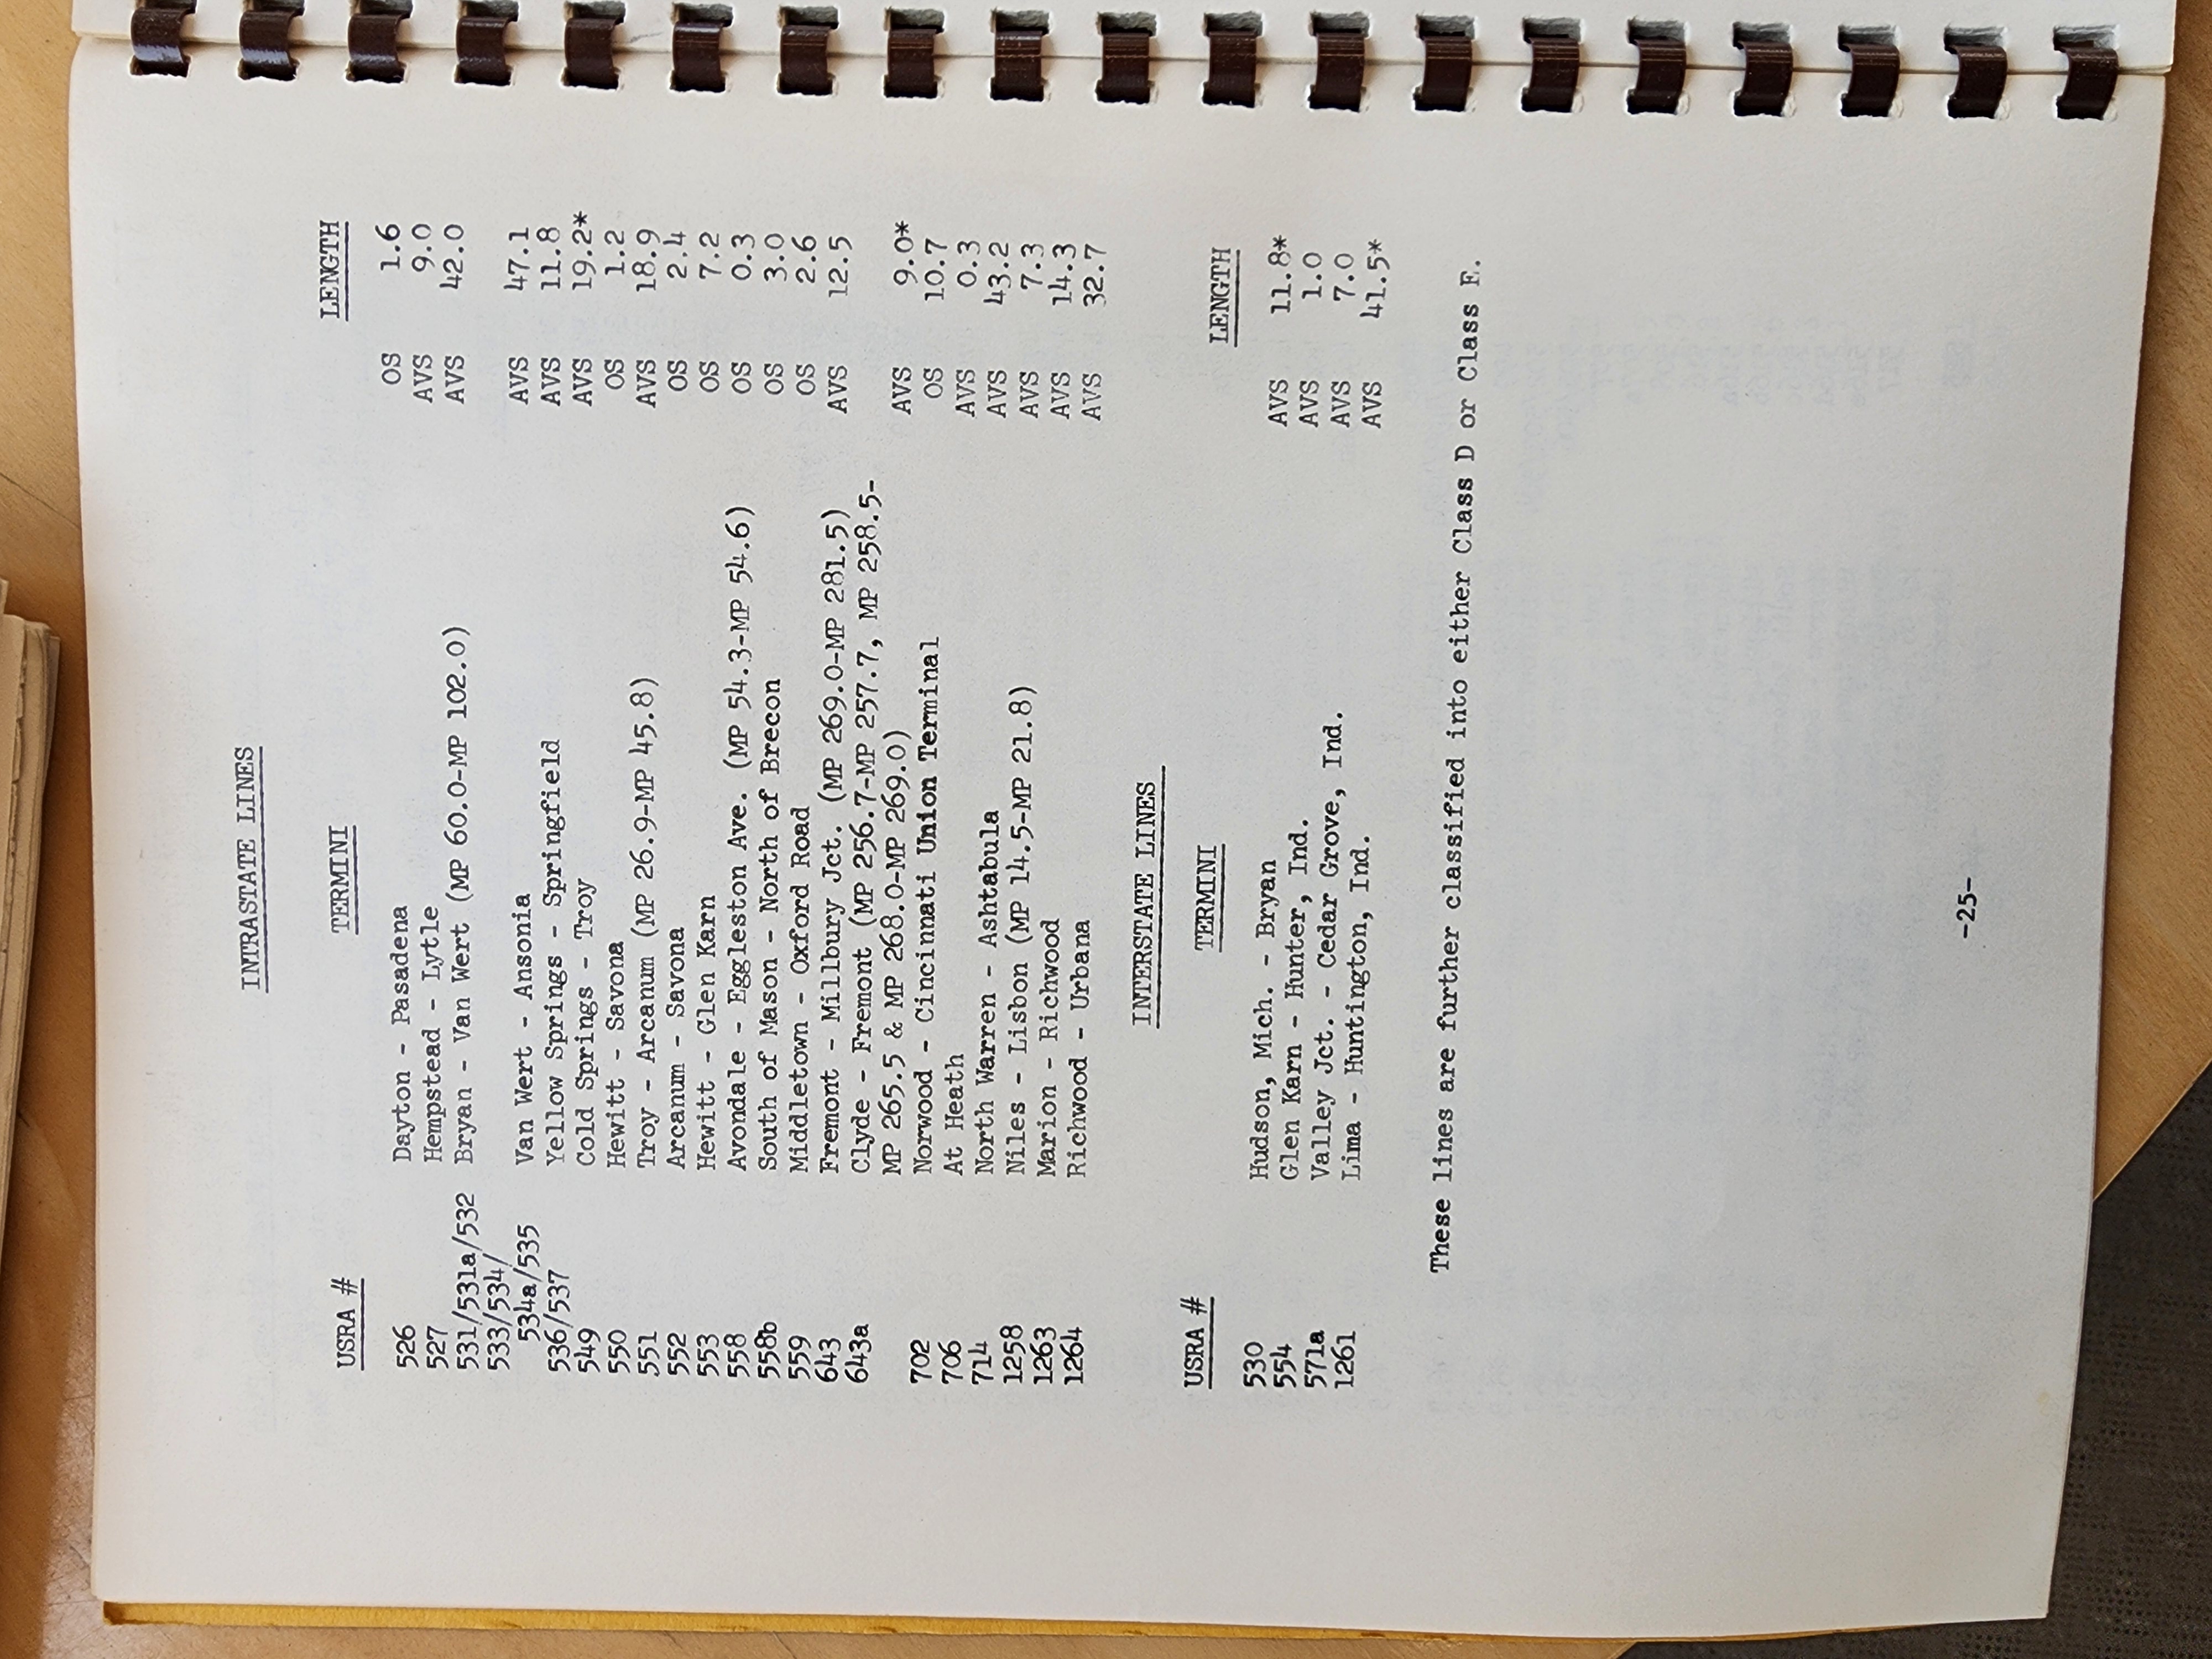 INTRASTATE LINES
USRA # TERMINI LENGTH
526 Dayton - Pasadena OS 1.6
527 Hempstead - Lytle AVS 9.0
531/531a/532 Bryan - Van Wert (MP 60.0-MP 102.0) AVS 42.0
533/534/
534a/535 Van Wert - Ansonia AVS 47.1
536/537 Yellow Springs - Springfield AVS 11.8
549 Cold Springs - Troy AVS 19.2*
550 Hewitt - Savona OS 1.2
551 Troy - Arcanum (MP 26.9-MP 45.8) AVS 18.9
552 Arcanum - Savona OS 2.4
553 Hewitt - Glen Karn OS 7.2
558 Avondale - Eggleston Ave. (MP 54.3-MP 54.6) OS 0.3
558b South of Mason - North of Brecon OS 3.0
559 Middletown - Oxford Road OS 2.6
643 Fremont - Millbury Jct. (MP 269.0-MP 281.5) AVS 12.5
643a Clyde - Fremont (MP 256.7-MP 257.7, MP 258.5-
MP 265.5 & MP 268.0-MP 269.0) AVS 9.0*
702 Norwood - Cincinnati Union Terminal OS 10.7
706 At Heath AVS 0.3
714 North Warren - Ashtabula AVS 43.2
1258 Niles - Lisbon (MP 14.5-MP 21.8) AVS 7.3
1263 Marion - Richwood AVS 14.3
1264 Richwood - Urbana AVS 32.7
INTERSTATE LINES
USRA # TERMINI LENGTH
530 Hudson, Mich. - Bryan AVS 11.8*
554 Glen Karn - Hunter, Ind. AVS 1.0
571a Valley Jct. - Cedar Grove, Ind. AVS 7.0
1261 Lima - Huntington, Ind. AVS 41.5*
These lines are further classified into either Class D or Class E.
-25-